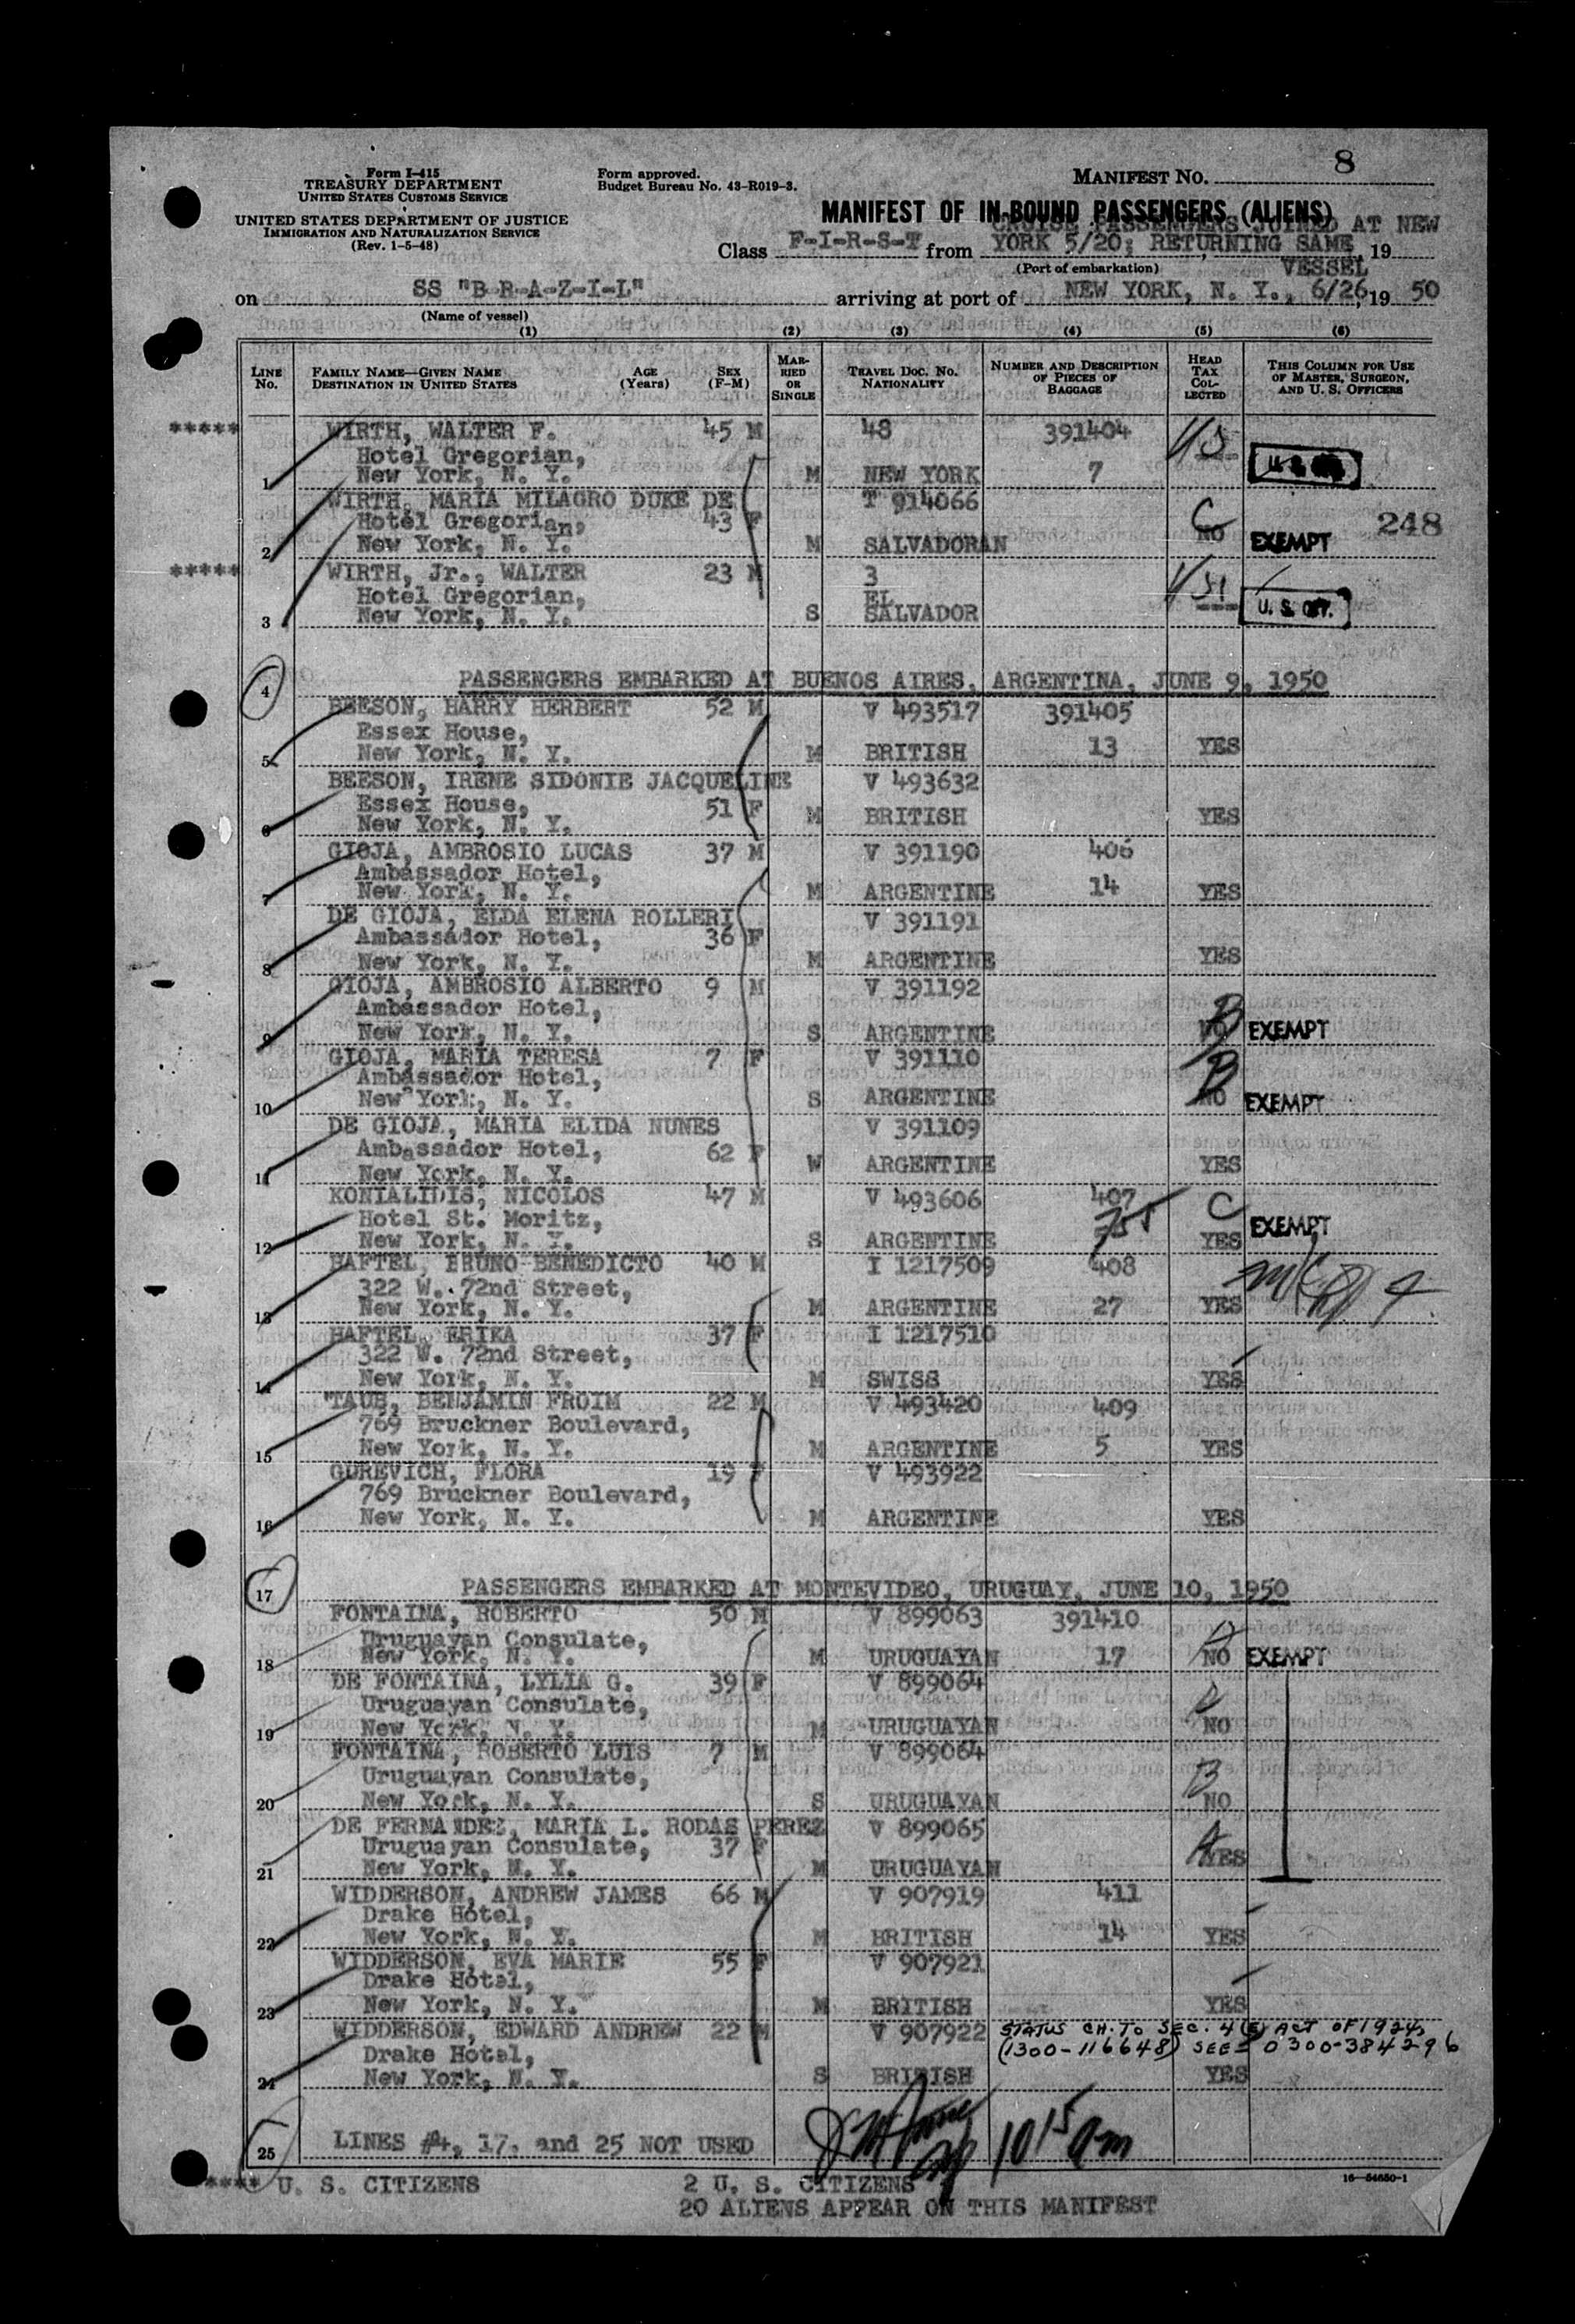 8
Form I-415
TREASURY DEPARTMENT
UNITED STATES CUSTOMS SERVICE
Form approved.
Budget Bureau No. 43-R019-3.
MANIFEST NO.
UNITED STATES DEPARTMENT OF JUSTICE
IMMIGRATION AND NATURALIZATION SERVICE
(Rev. 1-5-48)
MANIFEST OF IN-BOUND PASSENGERS (ALIENS)
CRUISE PASSENGERS JOINED AT NEW
Class F-I-R-S-T from YORK 5/20; RETURNING SAME, 19
(Port of embarkation) VESSEL
on SS "B-R-A-Z-I-L" arriving at port of NEW YORK, N. Y., 6/26, 19 50
(Name of vessel)
(1) (2) (3) (4) (5) (6)
LINE No. FAMILY NAME—GIVEN NAME DESTINATION IN UNITED STATES AGE (Years) SEX (F-M) MARRIED OR SINGLE TRAVEL DOC. NO. NATIONALITY NUMBER AND DESCRIPTION OF PIECES OF BAGGAGE HEAD TAX COLLECTED THIS COLUMN FOR USE OF MASTER, SURGEON, AND U. S. OFFICERS
***** WIRTH, WALTER F. 45 M 48 391404
Hotel Gregorian,
1 New York, N. Y. M NEW YORK 7
WIRTH, MARIA MILAGRO DUKE DE T 914066
Hotel Gregorian, 43 F C 248
2 New York, N. Y. M SALVADORAN NO EXEMPT
***** WIRTH, Jr., WALTER 23 M 3
Hotel Gregorian, EL
3 New York, N. Y. S SALVADOR U. S. CIT.
4 PASSENGERS EMBARKED AT BUENOS AIRES, ARGENTINA, JUNE 9, 1950
BEESON, HARRY HERBERT 52 M V 493517 391405
Essex House,
5 New York, N. Y. M BRITISH 13 YES
BEESON, IRENE SIDONIE JACQUELINE V 493632
Essex House, 51 F
6 New York, N. Y. M BRITISH YES
GIOJA, AMBROSIO LUCAS 37 M V 391190 406
Ambassador Hotel,
7 New York, N. Y. M ARGENTINE 14 YES
DE GIOJA, ELDA ELENA ROLLERI V 391191
Ambassador Hotel, 36 F
8 New York, N. Y. M ARGENTINE YES
GIOJA, AMBROSIO ALBERTO 9 M V 391192
Ambassador Hotel, B
9 New York, N. Y. S ARGENTINE NO EXEMPT
GIOJA, MARIA TERESA 7 F V 391110
Ambassador Hotel, B
10 New York, N. Y. S ARGENTINE NO EXEMPT
DE GIOJA, MARIA ELIDA NUNES V 391109
Ambassador Hotel, 62 F
11 New York, N. Y. W ARGENTINE YES
KONIALIDIS, NICOLOS 47 M V 493606 407
Hotel St. Moritz, C EXEMPT
12 New York, N. Y. S ARGENTINE YES
HAFTEL, BRUNO BENEDICTO 40 M I 1217509 408
322 W. 72nd Street,
13 New York, N. Y. M ARGENTINE 27 YES
HAFTEL, ERIKA 37 F I 1217510
322 W. 72nd Street,
14 New York, N. Y. M SWISS YES
TAUB, BENJAMIN FROIM 22 M V 493420 409
769 Bruckner Boulevard,
15 New York, N. Y. M ARGENTINE 5 YES
GUREVICH, FLORA 19 F V 493922
769 Bruckner Boulevard,
16 New York, N. Y. M ARGENTINE YES
17 PASSENGERS EMBARKED AT MONTEVIDEO, URUGUAY, JUNE 10, 1950
FONTAINA, ROBERTO 50 M V 899063 391410
Uruguayan Consulate,
18 New York, N. Y. M URUGUAYAN 17 NO EXEMPT
DE FONTAINA, LYLIA G. 39 F V 899064
Uruguayan Consulate,
19 New York, N. Y. M URUGUAYAN NO
FONTAINA, ROBERTO LUIS 7 M V 899064
Uruguayan Consulate, B
20 New York, N. Y. S URUGUAYAN NO
DE FERNANDEZ, MARIA L. RODAS PEREZ V 899065
Uruguayan Consulate, 37 F A YES
21 New York, N. Y. M URUGUAYAN
WIDDERSON, ANDREW JAMES 66 M V 907919 411
Drake Hotel,
22 New York, N. Y. M BRITISH 14 YES
WIDDERSON, EVA MARIE 55 F V 907921
Drake Hotel,
23 New York, N. Y. M BRITISH YES
WIDDERSON, EDWARD ANDREW 22 M V 907922 STATUS CH. TO SEC. 4(E) ACT OF 1924,
Drake Hotel, (1300-116648) SEE 0300-384296
24 New York, N. Y. S BRITISH YES
10 15 am
25 LINES #4, 17, and 25 NOT USED
**** U. S. CITIZENS 2 U. S. CITIZENS 16—54650-1
20 ALIENS APPEAR ON THIS MANIFEST